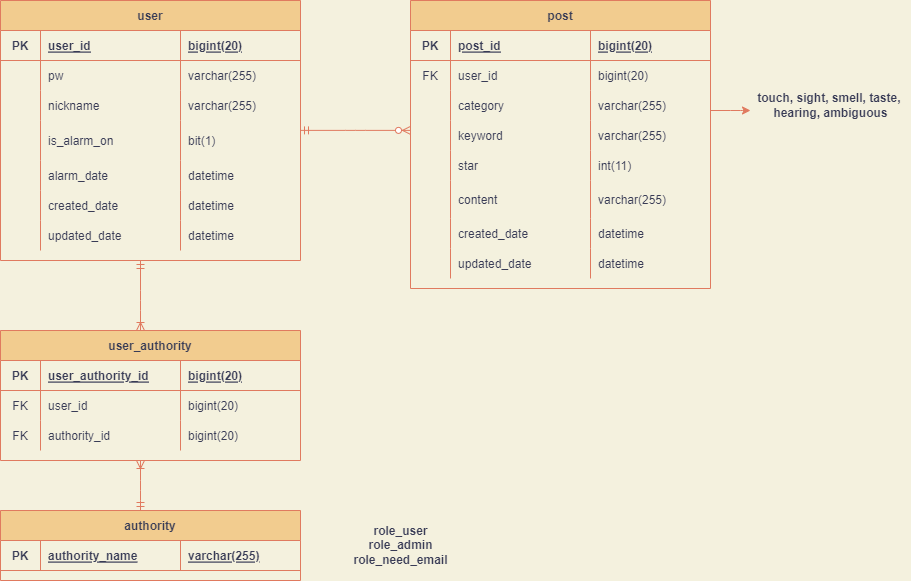 user
PK user_id bigint(20)
pw varchar(255)
nickname varchar(255)
is_alarm_on bit(1)
alarm_date datetime
created_date datetime
updated_date datetime
post
PK post_id bigint(20)
FK user_id bigint(20)
category varchar(255)
keyword varchar(255)
star int(11)
content varchar(255)
created_date datetime
updated_date datetime
touch, sight, smell, taste,
hearing, ambiguous
user_authority
PK user_authority_id bigint(20)
FK user_id bigint(20)
FK authority_id bigint(20)
authority
PK authority_name varchar(255)
role_user
role_admin
role_need_email